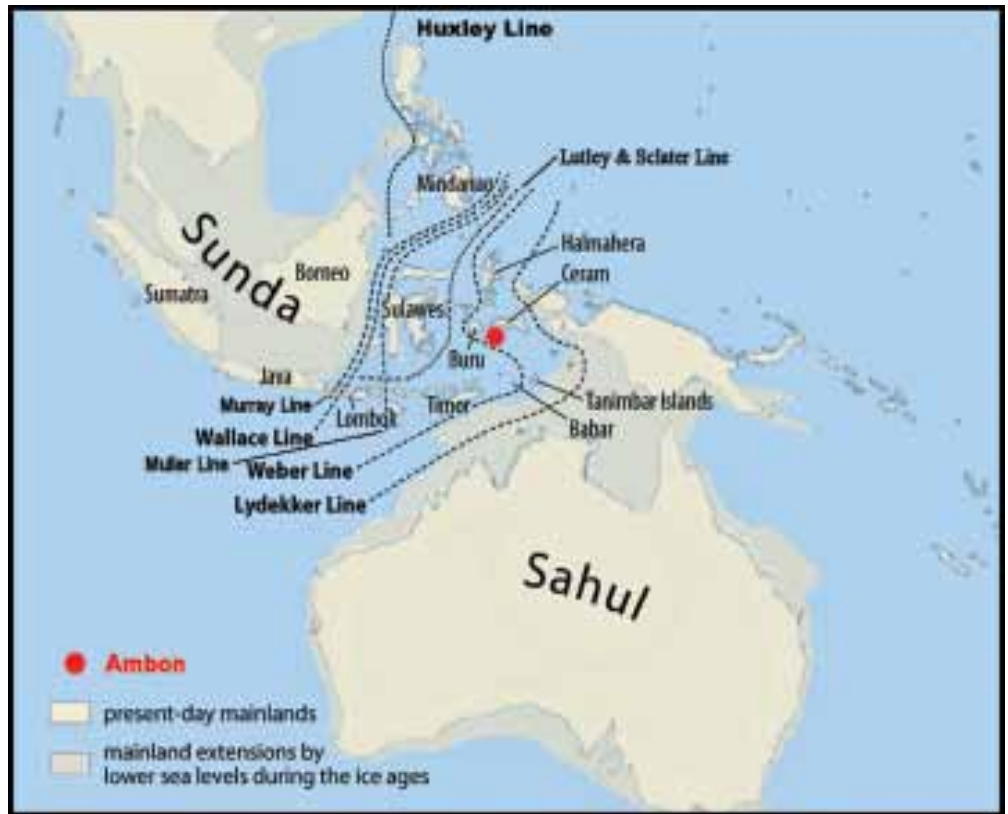 Huxley Line
Lutley & Sclater Line
Mindanao
Halmahera
Ceram
Sunda
Borneo
Sumatra
Sulawes
Buru
Java
Murray Line
Lombok
Timor
Tanimbar Islands
Babar
Wallace Line
Muller Line
Weber Line
Lydekker Line
Sahul
Ambon
present-day mainlands
mainland extensions by
lower sea levels during the ice ages